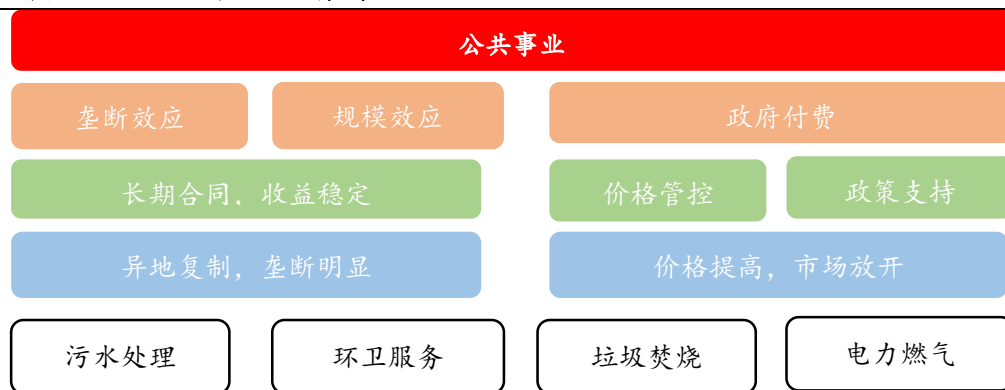 公共事业
垄断效应 规模效应 政府付费
长期合同，收益稳定 价格管控 政策支持
异地复制，垄断明显 价格提高，市场放开
污水处理 环卫服务 垃圾焚烧 电力燃气